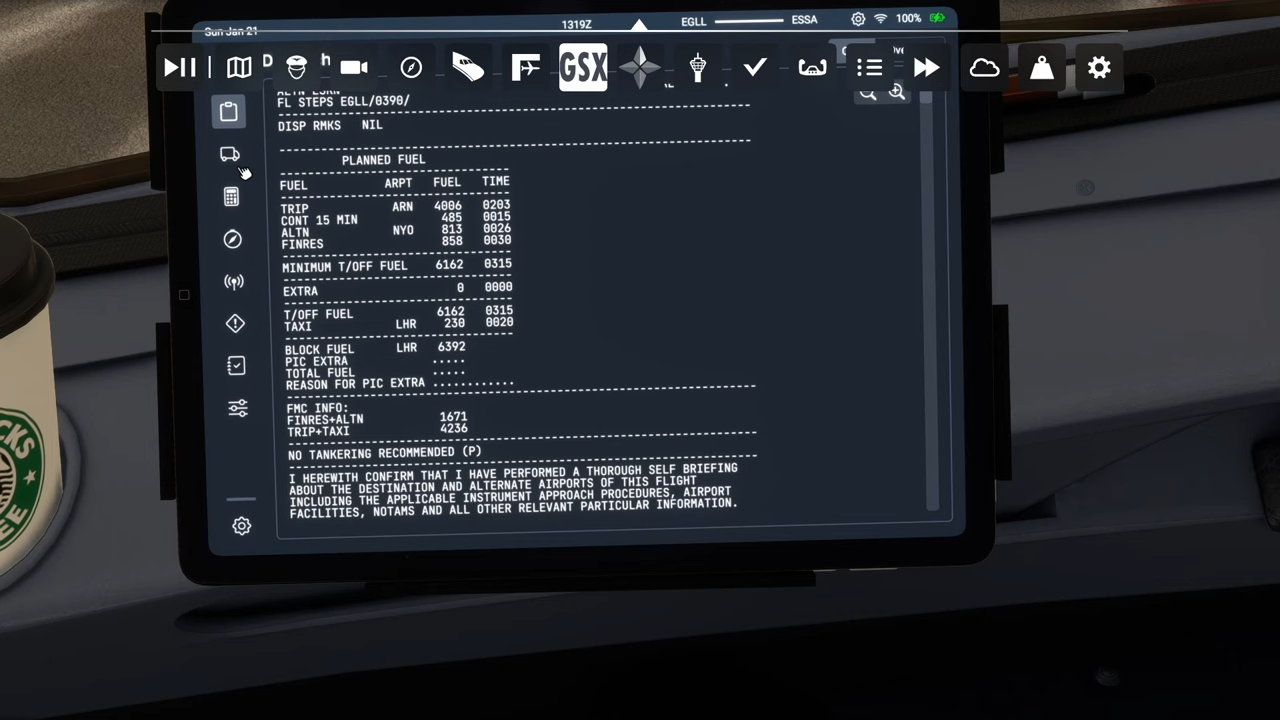 Sun Jan 21
1319Z
EGLL ESSA
100%
D h
GSX
FL STEPS EGLL/0390/
DISP RMKS NIL
PLANNED FUEL
FUEL ARPT FUEL TIME
TRIP ARN 4006 0203
CONT 15 MIN 485 0015
ALTN NYO 813 0026
FINRES 858 0030
MINIMUM T/OFF FUEL 6162 0315
EXTRA 0 0000
T/OFF FUEL 6162 0315
TAXI LHR 230 0020
BLOCK FUEL LHR 6392
PIC EXTRA .....
TOTAL FUEL .....
REASON FOR PIC EXTRA ............
FMC INFO:
FINRES+ALTN 1671
TRIP+TAXI 4236
NO TANKERING RECOMMENDED (P)
I HEREWITH CONFIRM THAT I HAVE PERFORMED A THOROUGH SELF BRIEFING
ABOUT THE DESTINATION AND ALTERNATE AIRPORTS OF THIS FLIGHT
INCLUDING THE APPLICABLE INSTRUMENT APPROACH PROCEDURES, AIRPORT
FACILITIES, NOTAMS AND ALL OTHER RELEVANT PARTICULAR INFORMATION.